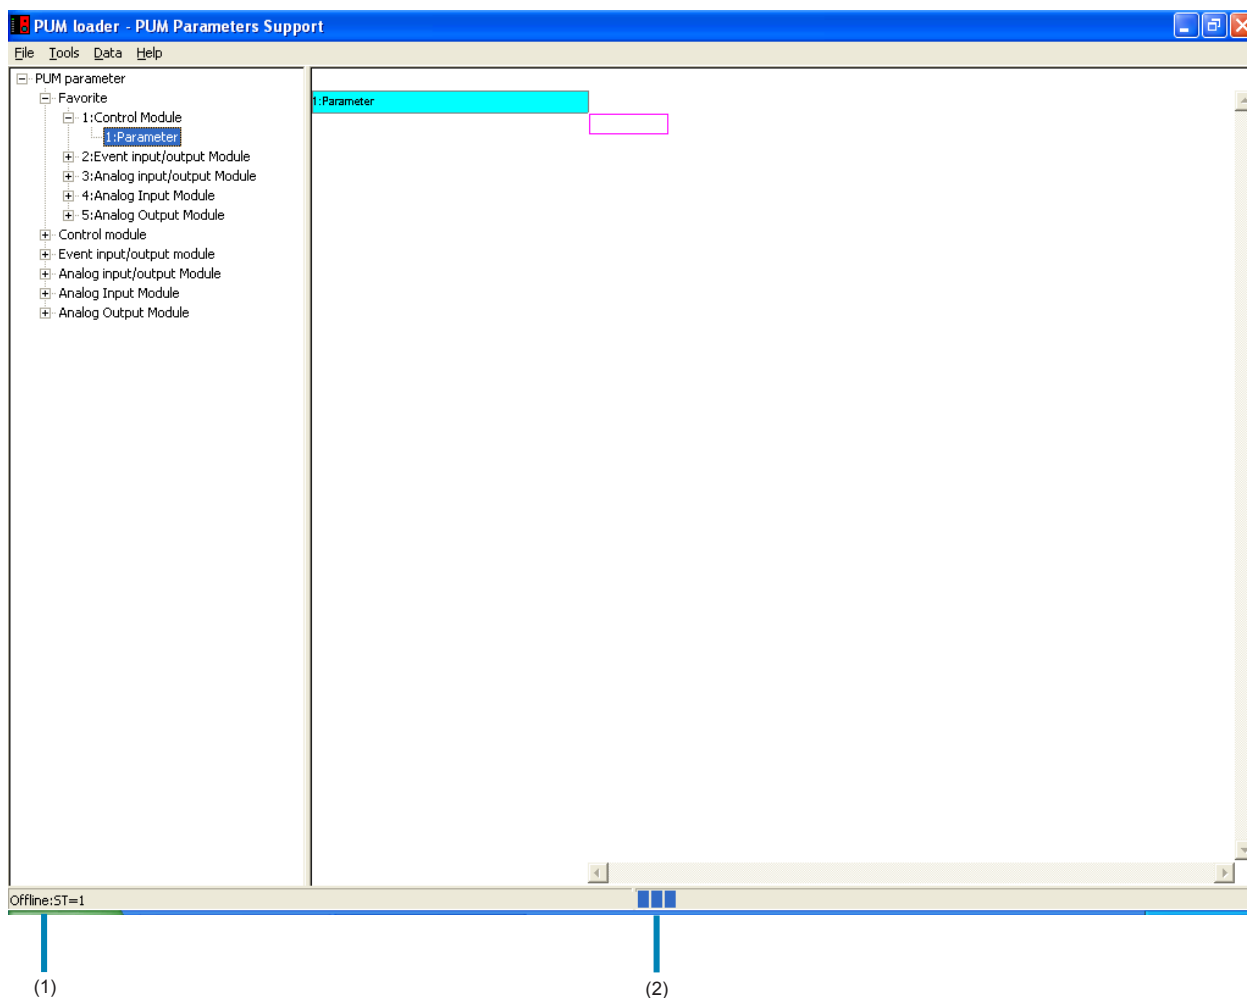 PUM loader - PUM Parameters Support
File Tools Data Help
PUM parameter
Favorite
1:Control Module
1:Parameter
2:Event input/output Module
3:Analog input/output Module
4:Analog Input Module
5:Analog Output Module
Control module
Event input/output module
Analog input/output Module
Analog Input Module
Analog Output Module
1:Parameter
Offline:ST=1
(1)
(2)